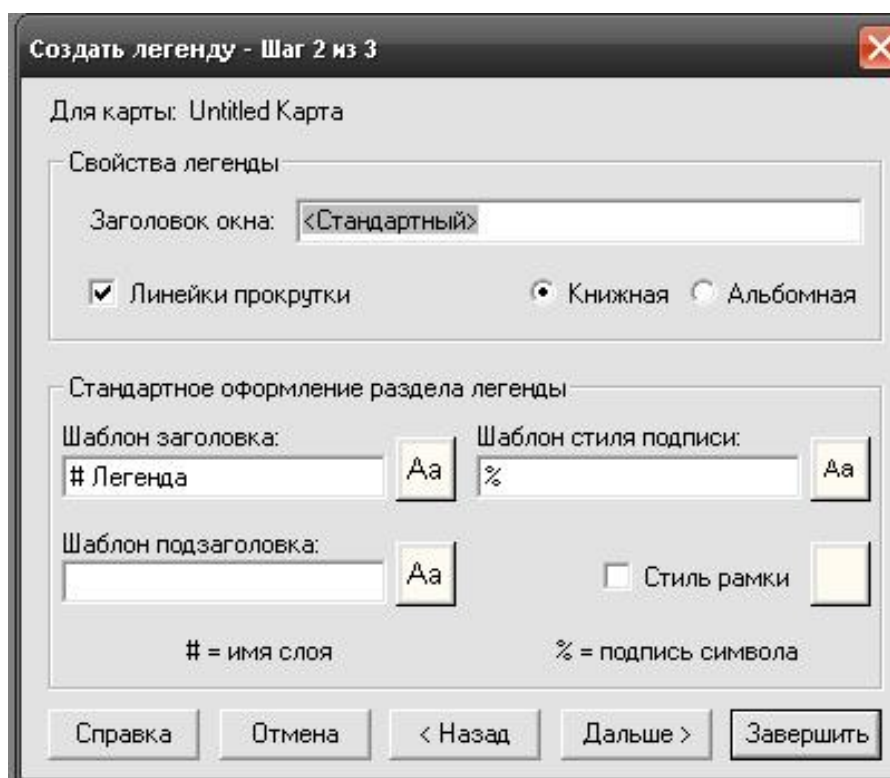 Создать легенду - Шаг 2 из 3
Для карты: Untitled Карта
Свойства легенды
Заголовок окна: <Стандартный>
Линейки прокрутки Книжная Альбомная
Стандартное оформление раздела легенды
Шаблон заголовка: Шаблон стиля подписи:
# Легенда Aa % Aa
Шаблон подзаголовка:
Aa Стиль рамки
# = имя слоя % = подпись символа
Справка Отмена < Назад Дальше > Завершить